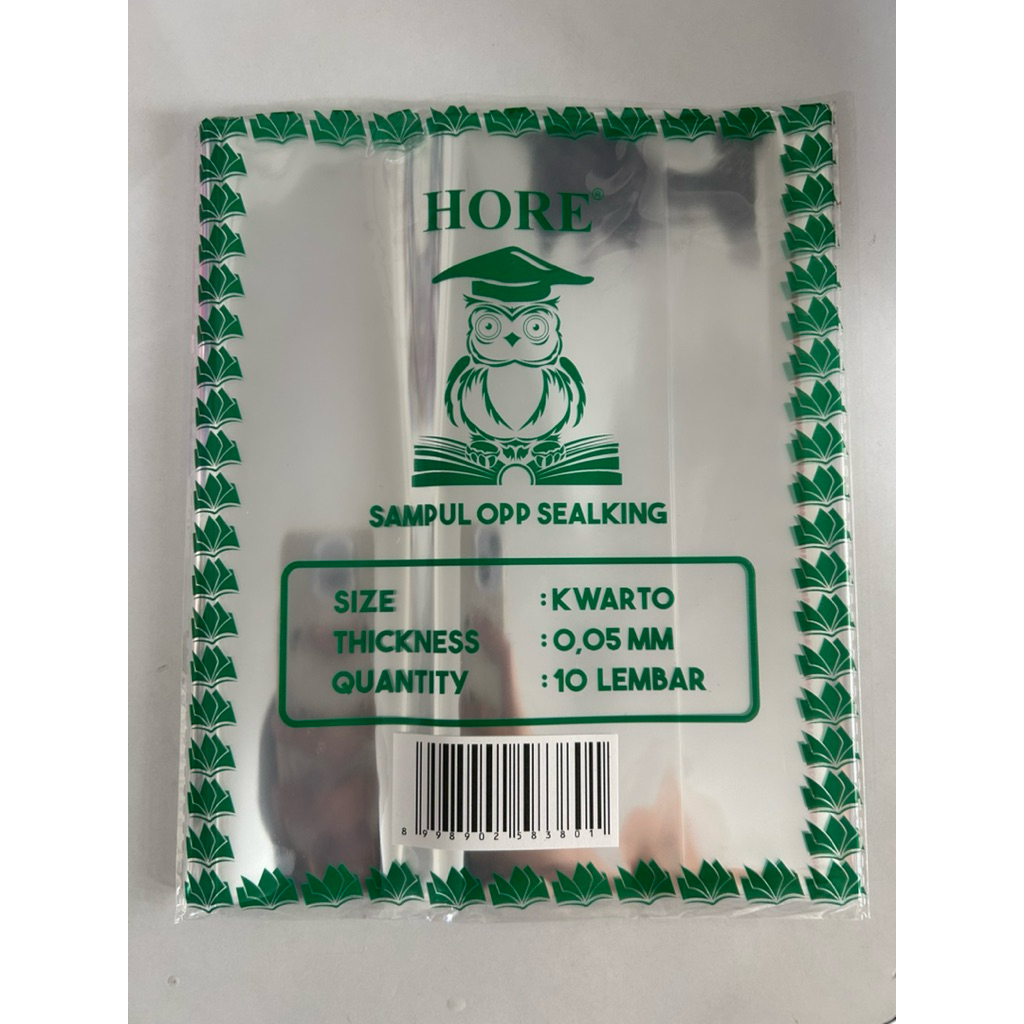 HORE®
SAMPUL OPP SEALKING
SIZE : KWARTO
THICKNESS : 0,05 MM
QUANTITY : 10 LEMBAR
8 998902 583801